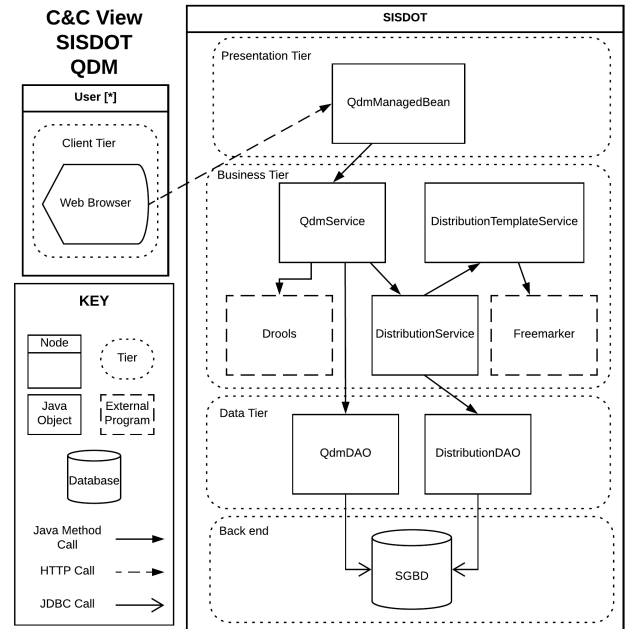 C&C View
SISDOT
QDM
User [*]
Client Tier
Web Browser
SISDOT
Presentation Tier
QdmManagedBean
Business Tier
QdmService
DistributionTemplateService
Drools
DistributionService
Freemarker
Data Tier
QdmDAO
DistributionDAO
Back end
SGBD
KEY
Node
Tier
Java
Object
External
Program
Database
Java Method
Call
HTTP Call
JDBC Call